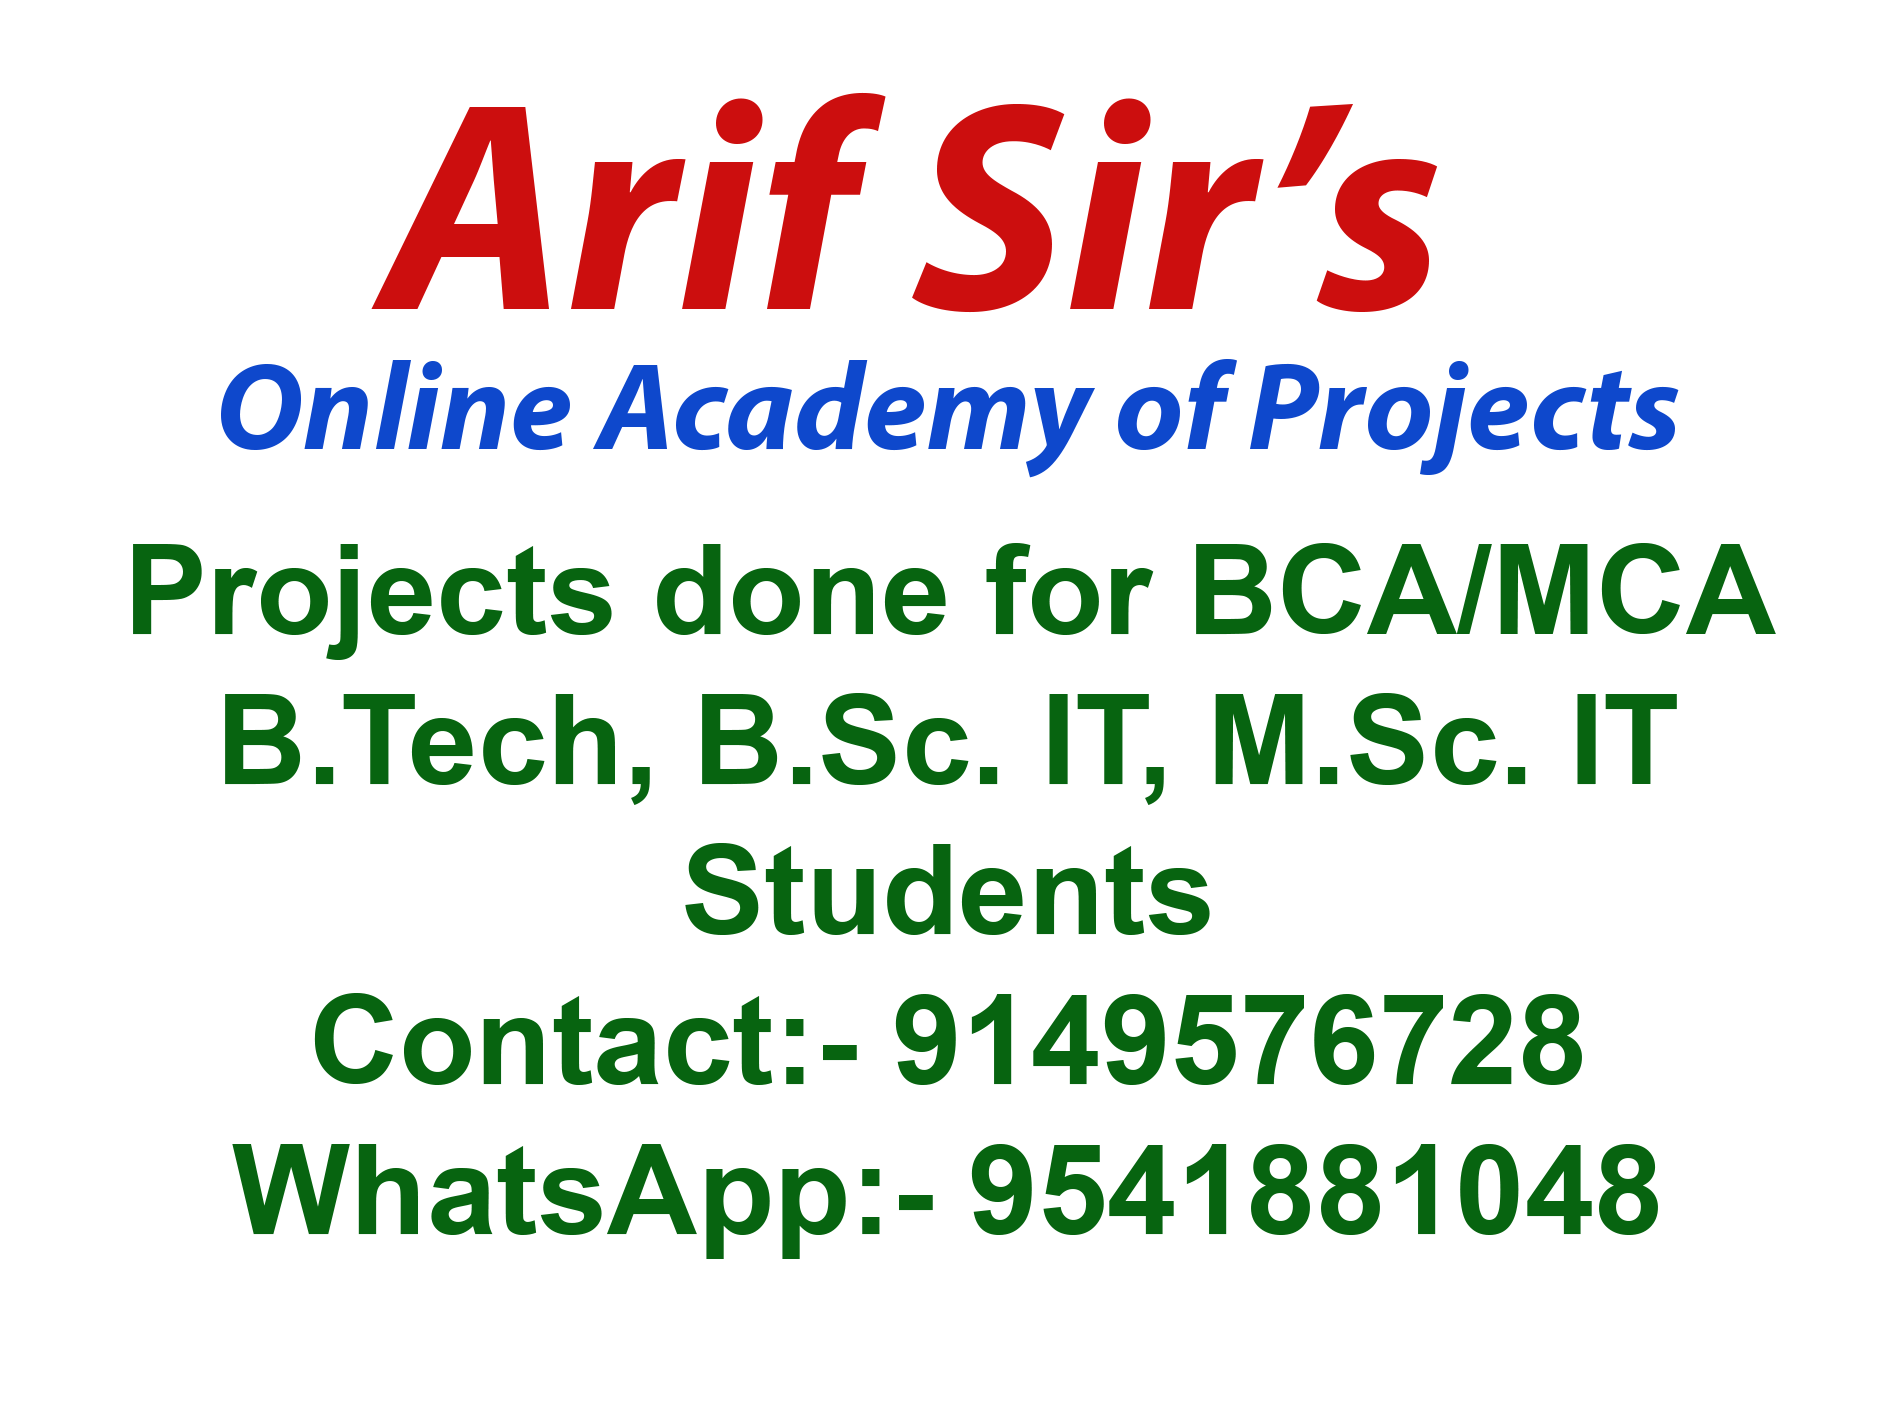 Arif Sir’s
Online Academy of Projects
Projects done for BCA/MCA
B.Tech, B.Sc. IT, M.Sc. IT
Students
Contact:- 9149576728
WhatsApp:- 9541881048